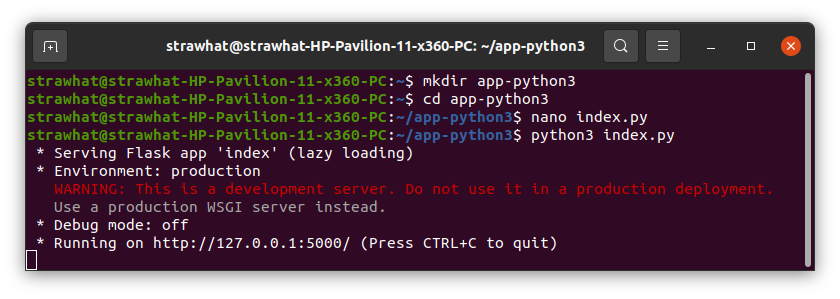 strawhat@strawhat-HP-Pavilion-11-x360-PC: ~/app-python3
strawhat@strawhat-HP-Pavilion-11-x360-PC:~$ mkdir app-python3
strawhat@strawhat-HP-Pavilion-11-x360-PC:~$ cd app-python3
strawhat@strawhat-HP-Pavilion-11-x360-PC:~/app-python3$ nano index.py
strawhat@strawhat-HP-Pavilion-11-x360-PC:~/app-python3$ python3 index.py
 * Serving Flask app 'index' (lazy loading)
 * Environment: production
   WARNING: This is a development server. Do not use it in a production deployment.
   Use a production WSGI server instead.
 * Debug mode: off
 * Running on http://127.0.0.1:5000/ (Press CTRL+C to quit)